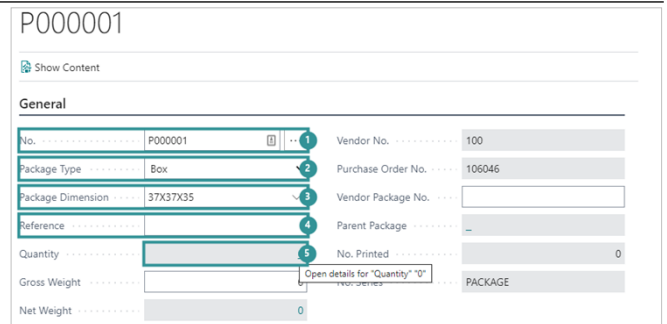 P000001
Show Content
General
No. P000001 1 Vendor No. 100
Package Type Box 2 Purchase Order No. 106046
Package Dimension 37X37X35 3 Vendor Package No.
Reference 4 Parent Package _
Quantity 5 No. Printed 0
Open details for "Quantity" "0"
Gross Weight No. Series PACKAGE
Net Weight 0